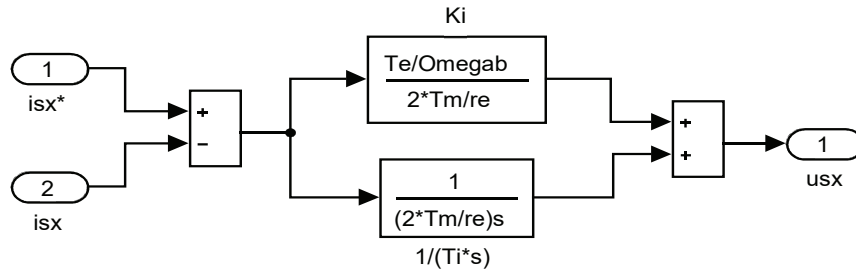 Ki
1
isx*
2
isx
+
−
Te/Omegab
2*Tm/re
1
(2*Tm/re)s
1/(Ti*s)
+
+
1
usx